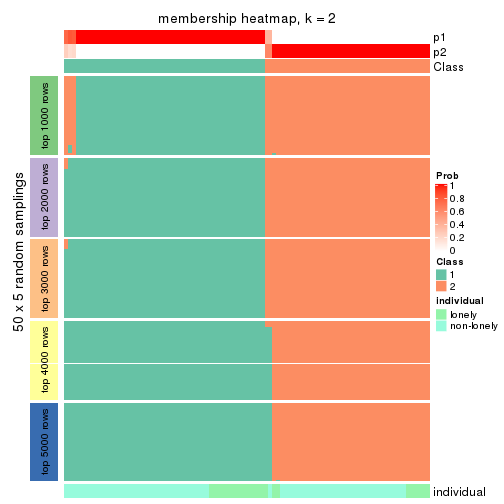 membership heatmap, k = 2
p1
p2
Class
50 x 5 random samplings
top 1000 rows
top 2000 rows
top 3000 rows
top 4000 rows
top 5000 rows
Prob
1
0.8
0.6
0.4
0.2
0
Class
1
2
individual
lonely
non-lonely
individual